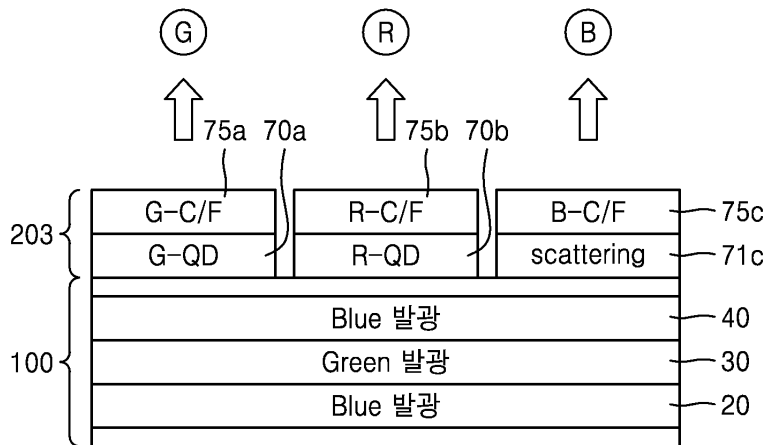 G R B
75a 70a 75b 70b
G-C/F R-C/F B-C/F 75c
203
G-QD R-QD scattering 71c
Blue 발광 40
100 Green 발광 30
Blue 발광 20